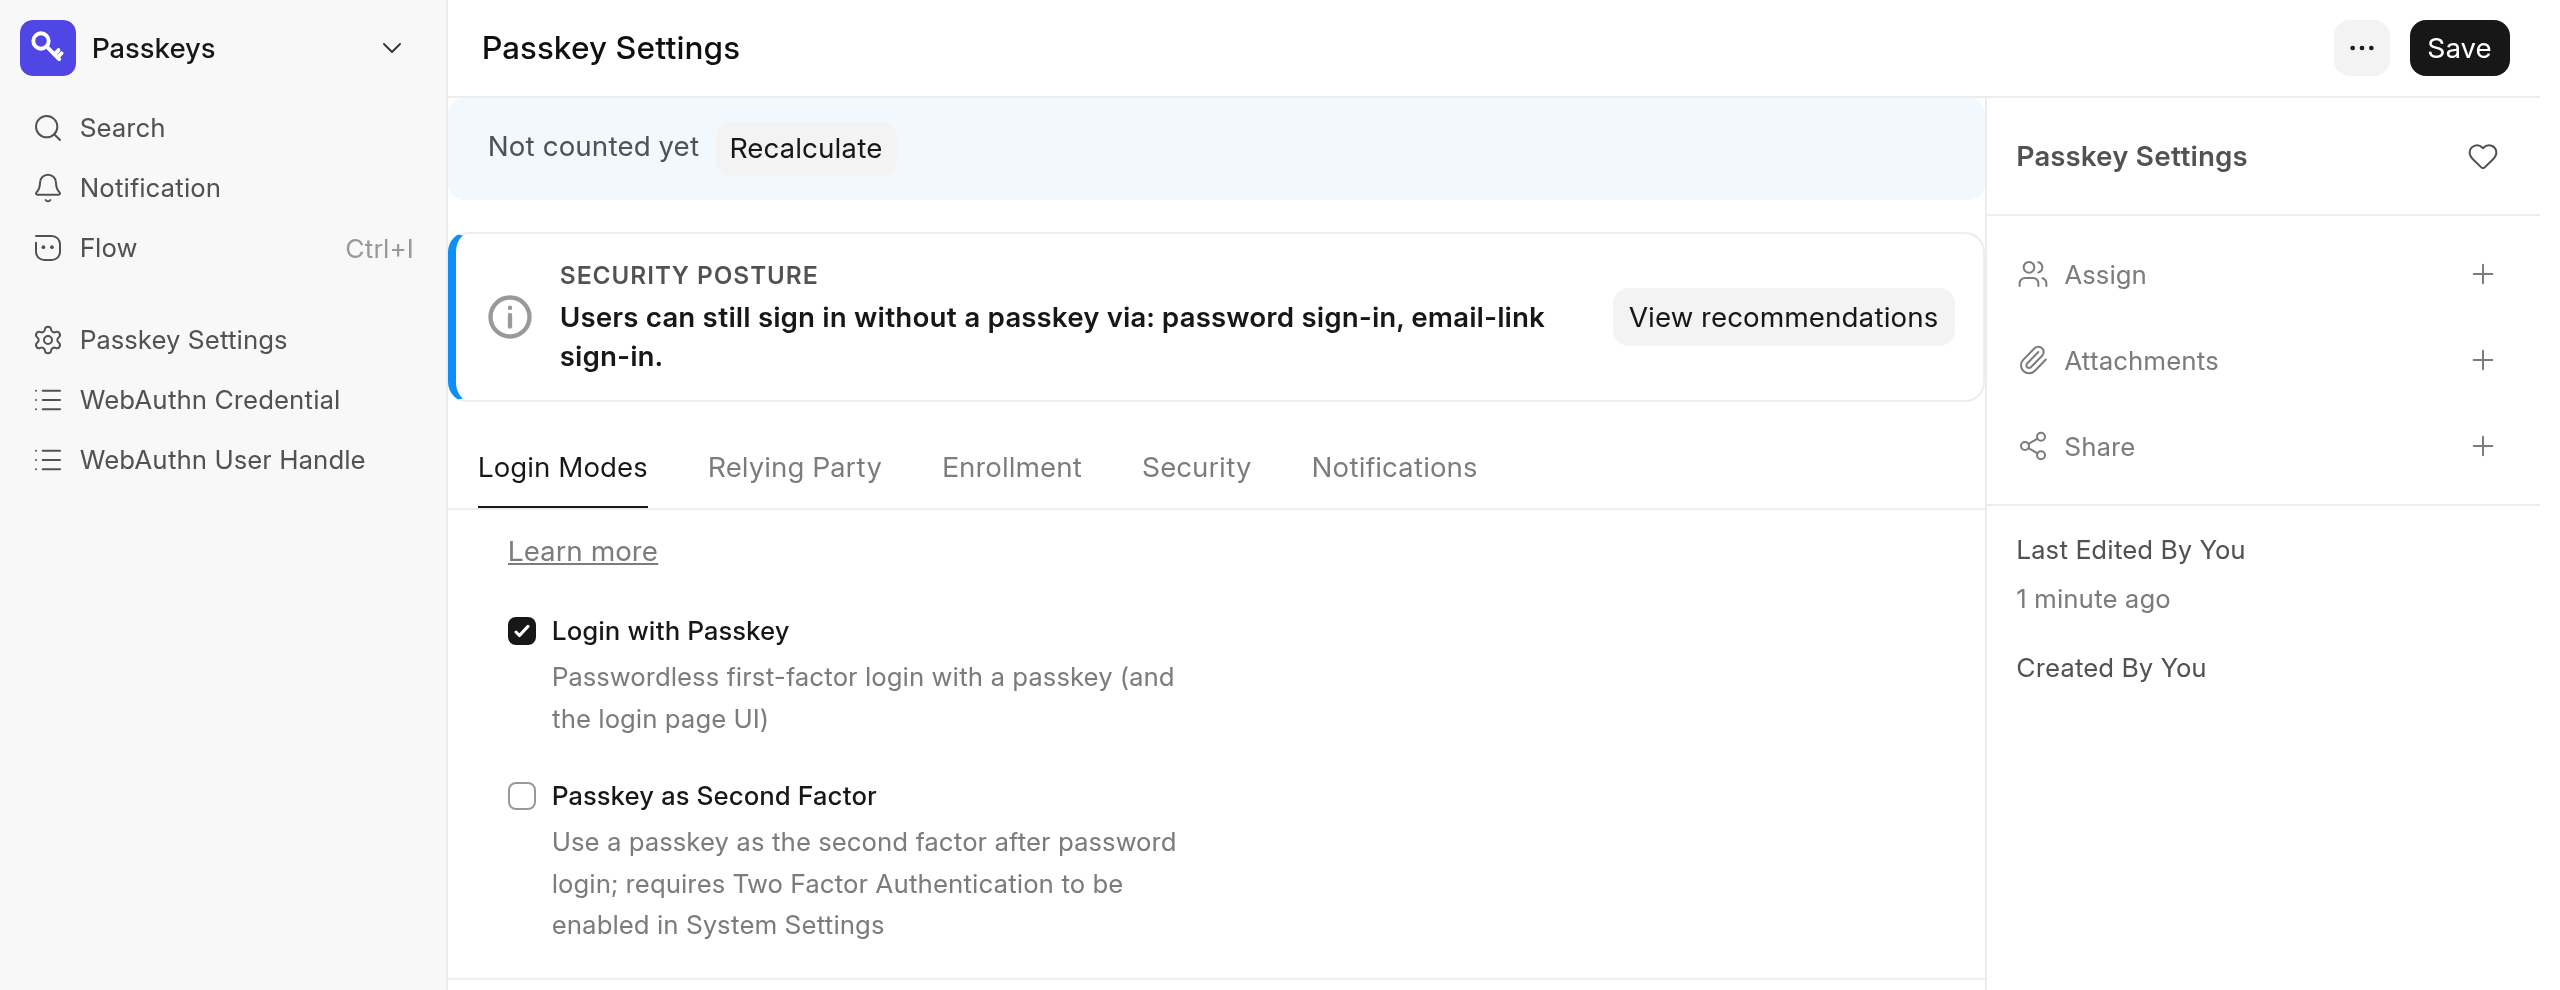 Passkeys
Search
Notification
Flow
Ctrl+I
Passkey Settings
WebAuthn Credential
WebAuthn User Handle
Passkey Settings
Save
Not counted yet
Recalculate
SECURITY POSTURE
Users can still sign in without a passkey via: password sign-in, email-link
sign-in.
View recommendations
Login Modes
Relying Party
Enrollment
Security
Notifications
Learn more
Login with Passkey
Passwordless first-factor login with a passkey (and
the login page UI)
Passkey as Second Factor
Use a passkey as the second factor after password
login; requires Two Factor Authentication to be
enabled in System Settings
Passkey Settings
Assign
Attachments
Share
Last Edited By You
1 minute ago
Created By You